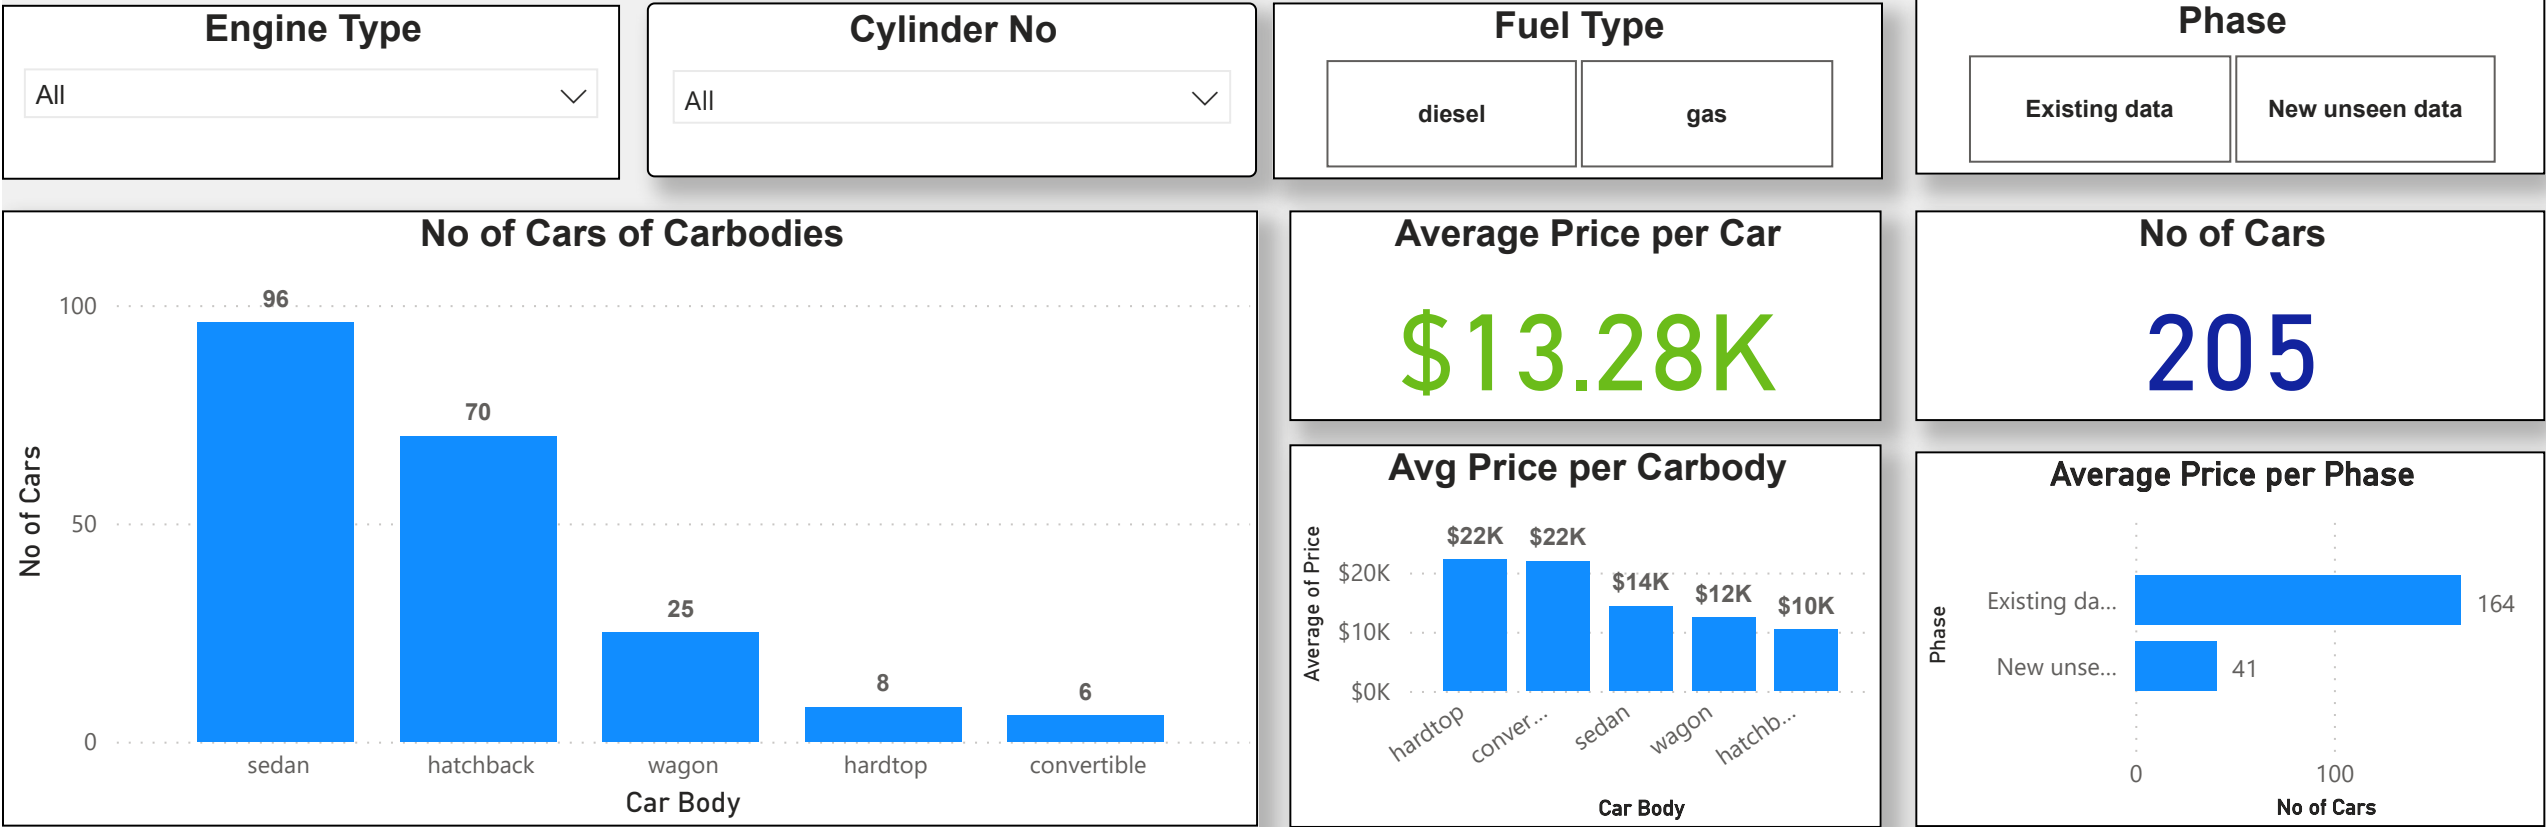 Engine Type
All
Cylinder No
All
Fuel Type
diesel
gas
Phase
Existing data
New unseen data
No of Cars of Carbodies
No of Cars
100
50
0
96
70
25
8
6
sedan
hatchback
wagon
hardtop
convertible
Car Body
Average Price per Car
$13.28K
No of Cars
205
Avg Price per Carbody
Average of Price
$20K
$10K
$0K
$22K
$22K
$14K
$12K
$10K
hardtop
conver...
sedan
wagon
hatchb...
Car Body
Average Price per Phase
Phase
Existing da...
164
New unse...
41
0
100
No of Cars